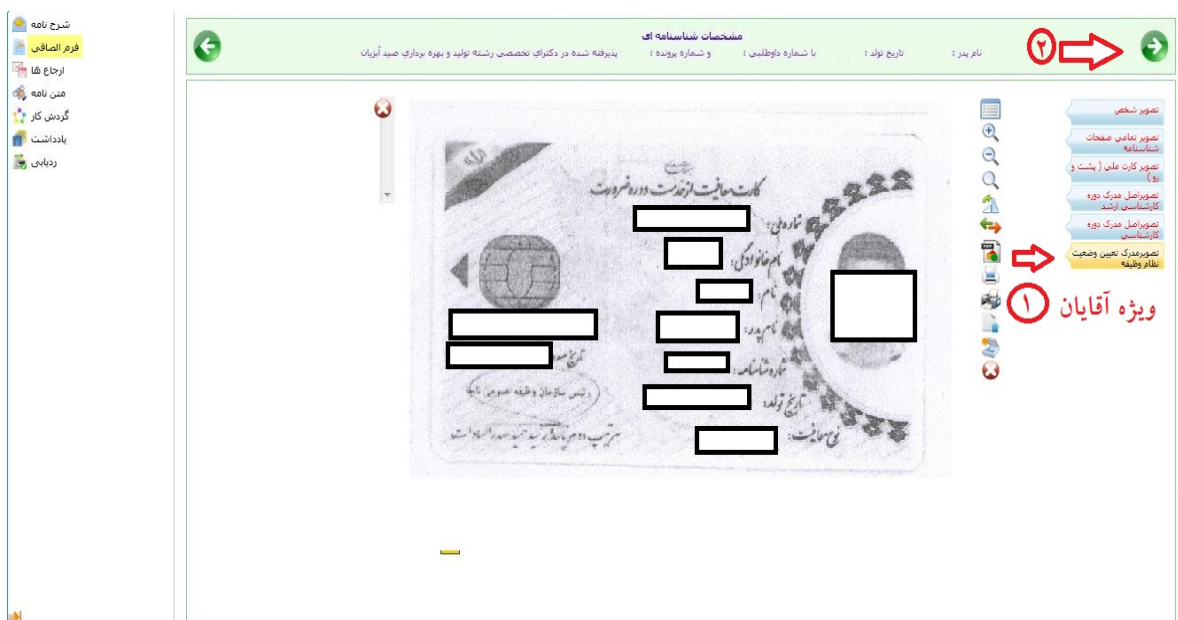 شرح نامه
فرم الصاقی
ارجاع ها
متن نامه
گردش کار
یادداشت
ردیابی
مشخصات شناسنامه ای
نام پدر : تاریخ تولد : با شماره داوطلبی : و شماره پرونده : پذیرفته شده در دکترای تخصصی رشته تولید و بهره برداری صید آبزیان
۲
تصویر شخص
تصویر تمامی صفحات
شناسنامه
تصویر کارت ملی ( پشت و
رو )
تصویراصل مدرک دوره
کارشناسی ارشد
تصویراصل مدرک دوره
کارشناسی
تصویرمدرک تعیین وضعیت
نظام وظیفه
ویژه آقایان ۱
کارت معافیت از خدمت دوره ضرورت
شماره ملی:
نام خانوادگی:
نام:
نام پدر:
شماره شناسنامه:
تاریخ تولد:
نوع معافیت:
رئیس سازمان وظیفه عمومی ناجا